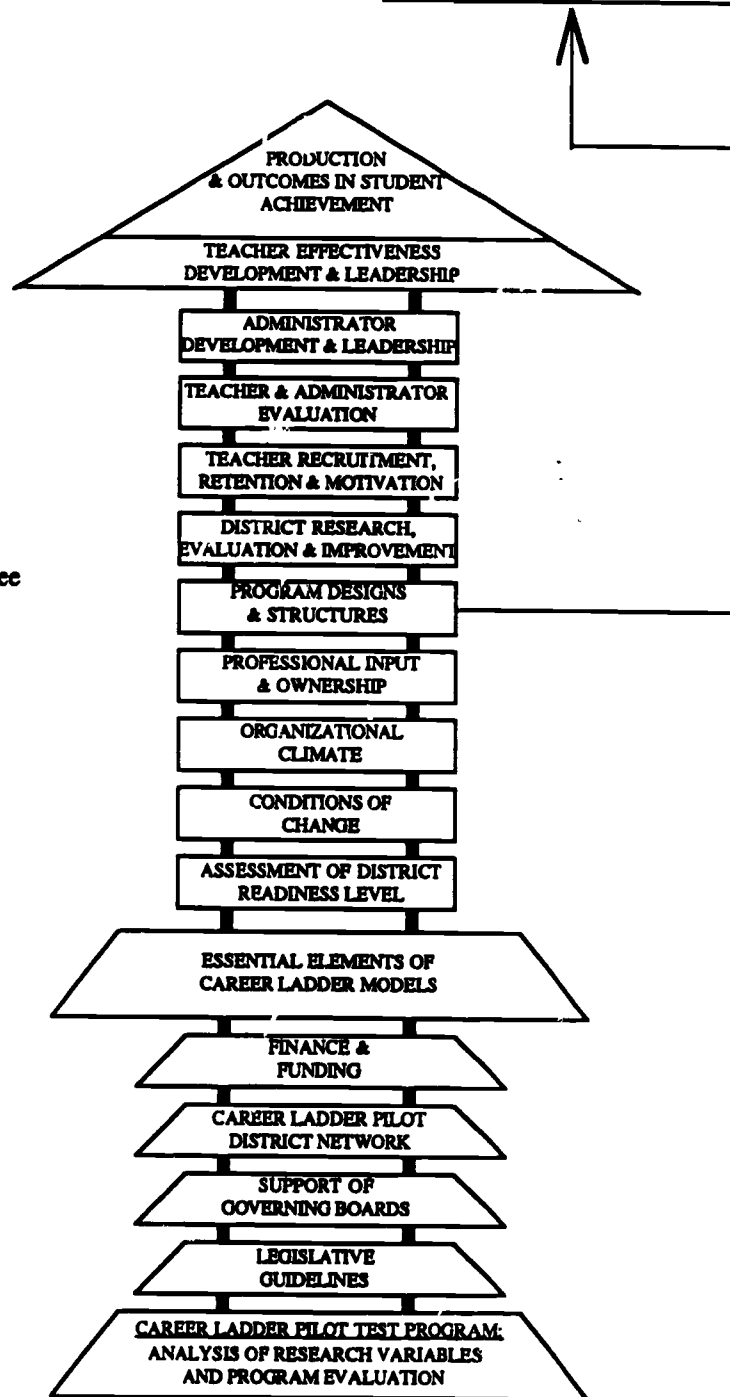 PRODUCTION
& OUTCOMES IN STUDENT
ACHIEVEMENT
TEACHER EFFECTIVENESS
DEVELOPMENT & LEADERSHIP
ADMINISTRATOR
DEVELOPMENT & LEADERSHIP
TEACHER & ADMINISTRATOR
EVALUATION
TEACHER RECRUITMENT,
RETENTION & MOTIVATION
DISTRICT RESEARCH,
EVALUATION & IMPROVEMENT
ee
PROGRAM DESIGNS
& STRUCTURES
PROFESSIONAL INPUT
& OWNERSHIP
ORGANIZATIONAL
CLIMATE
CONDITIONS OF
CHANGE
ASSESSMENT OF DISTRICT
READINESS LEVEL
ESSENTIAL ELEMENTS OF
CAREER LADDER MODELS
FINANCE &
FUNDING
CAREER LADDER PILOT
DISTRICT NETWORK
SUPPORT OF
GOVERNING BOARDS
LEGISLATIVE
GUIDELINES
CAREER LADDER PILOT TEST PROGRAM:
ANALYSIS OF RESEARCH VARIABLES
AND PROGRAM EVALUATION